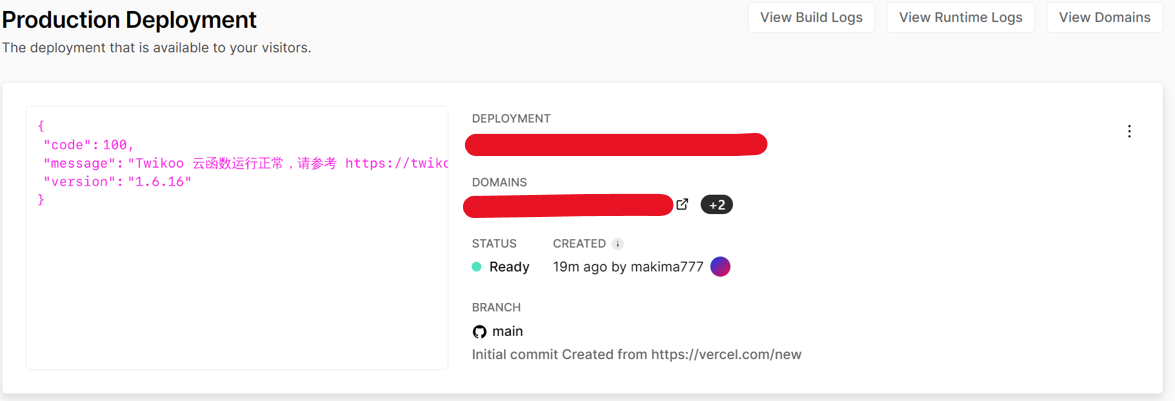 Production Deployment
View Build Logs
View Runtime Logs
View Domains
The deployment that is available to your visitors.
{
"code": 100,
"message": "Twikoo 云函数运行正常，请参考 https://twiko
"version": "1.6.16"
}
DEPLOYMENT
DOMAINS
+2
STATUS
CREATED
Ready
19m ago by makima777
BRANCH
main
Initial commit Created from https://vercel.com/new